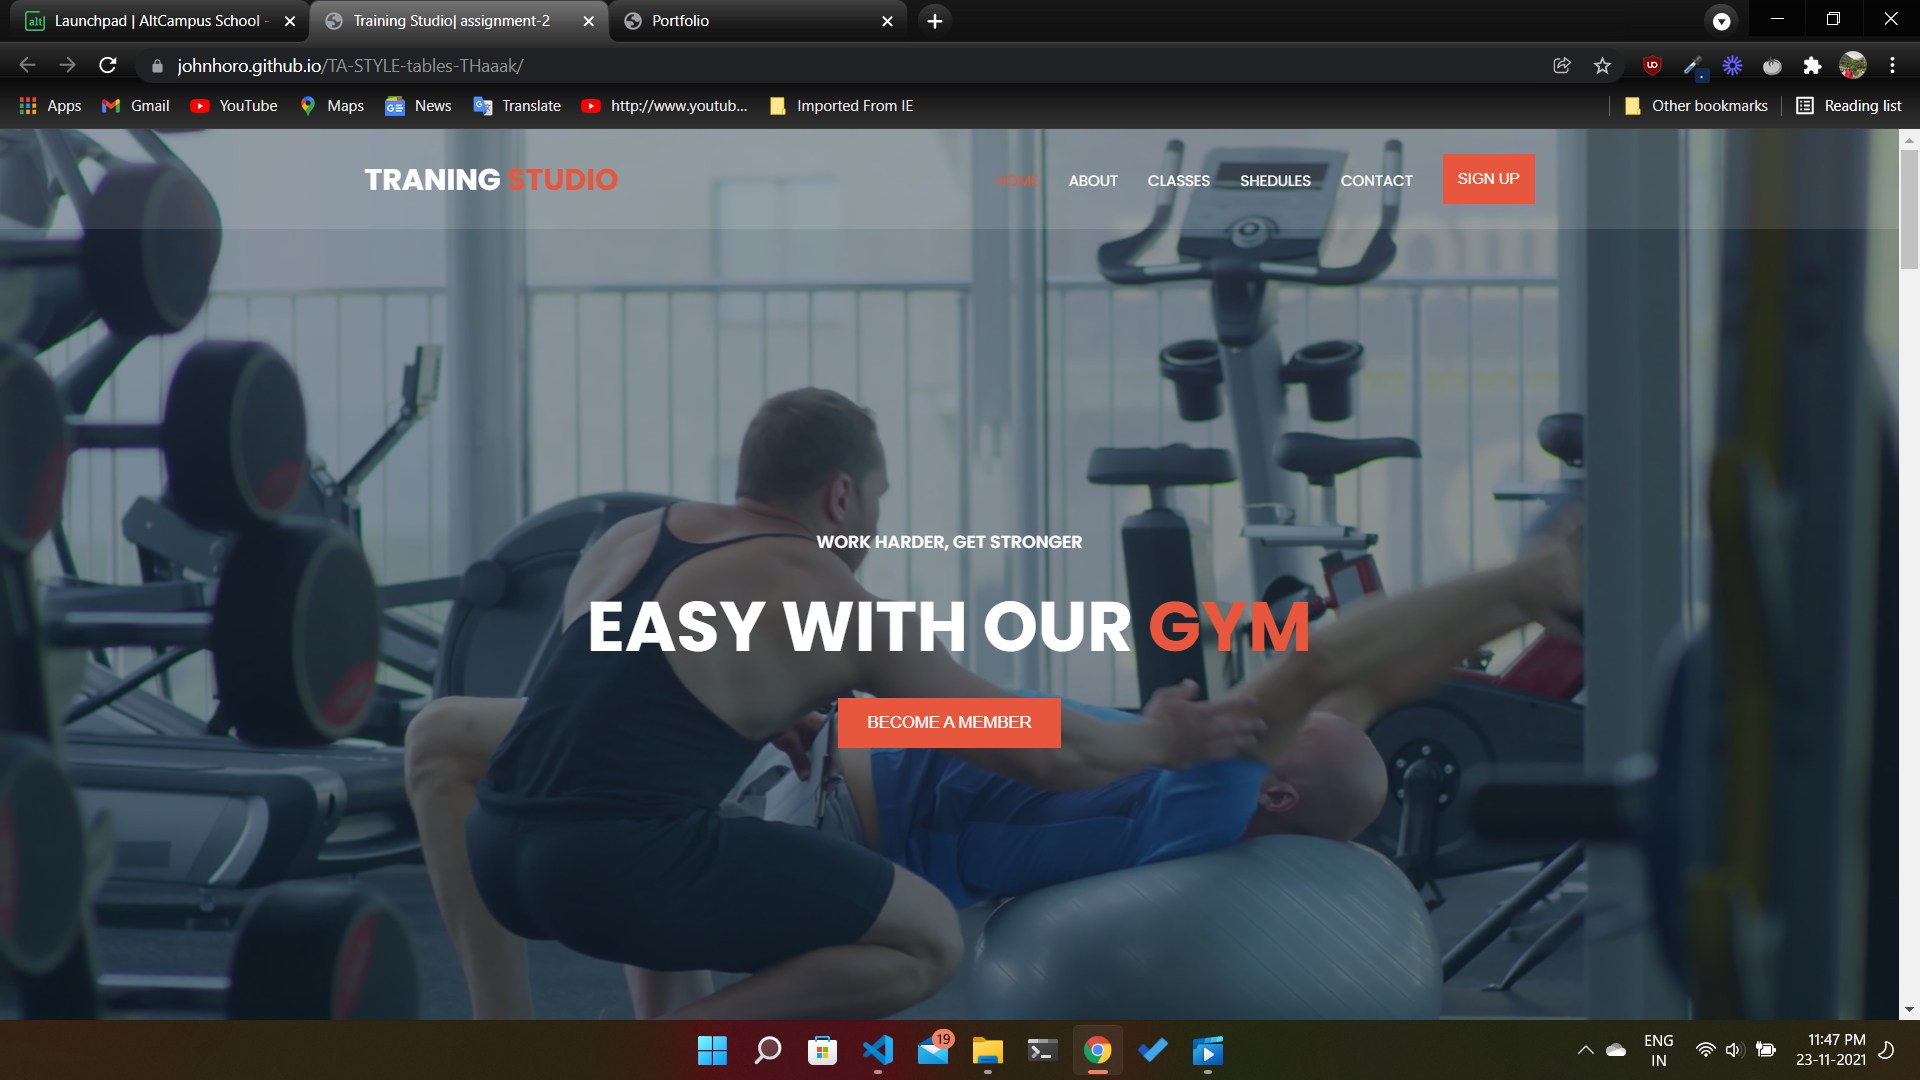 Launchpad | AltCampus School -
Training Studio| assignment-2
Portfolio
johnhoro.github.io/TA-STYLE-tables-THaaak/
Apps
Gmail
YouTube
Maps
News
Translate
http://www.youtub...
Imported From IE
Other bookmarks
Reading list
TRANING STUDIO
HOME
ABOUT
CLASSES
SHEDULES
CONTACT
SIGN UP
WORK HARDER, GET STRONGER
EASY WITH OUR GYM
BECOME A MEMBER
19
ENG
IN
11:47 PM
23-11-2021